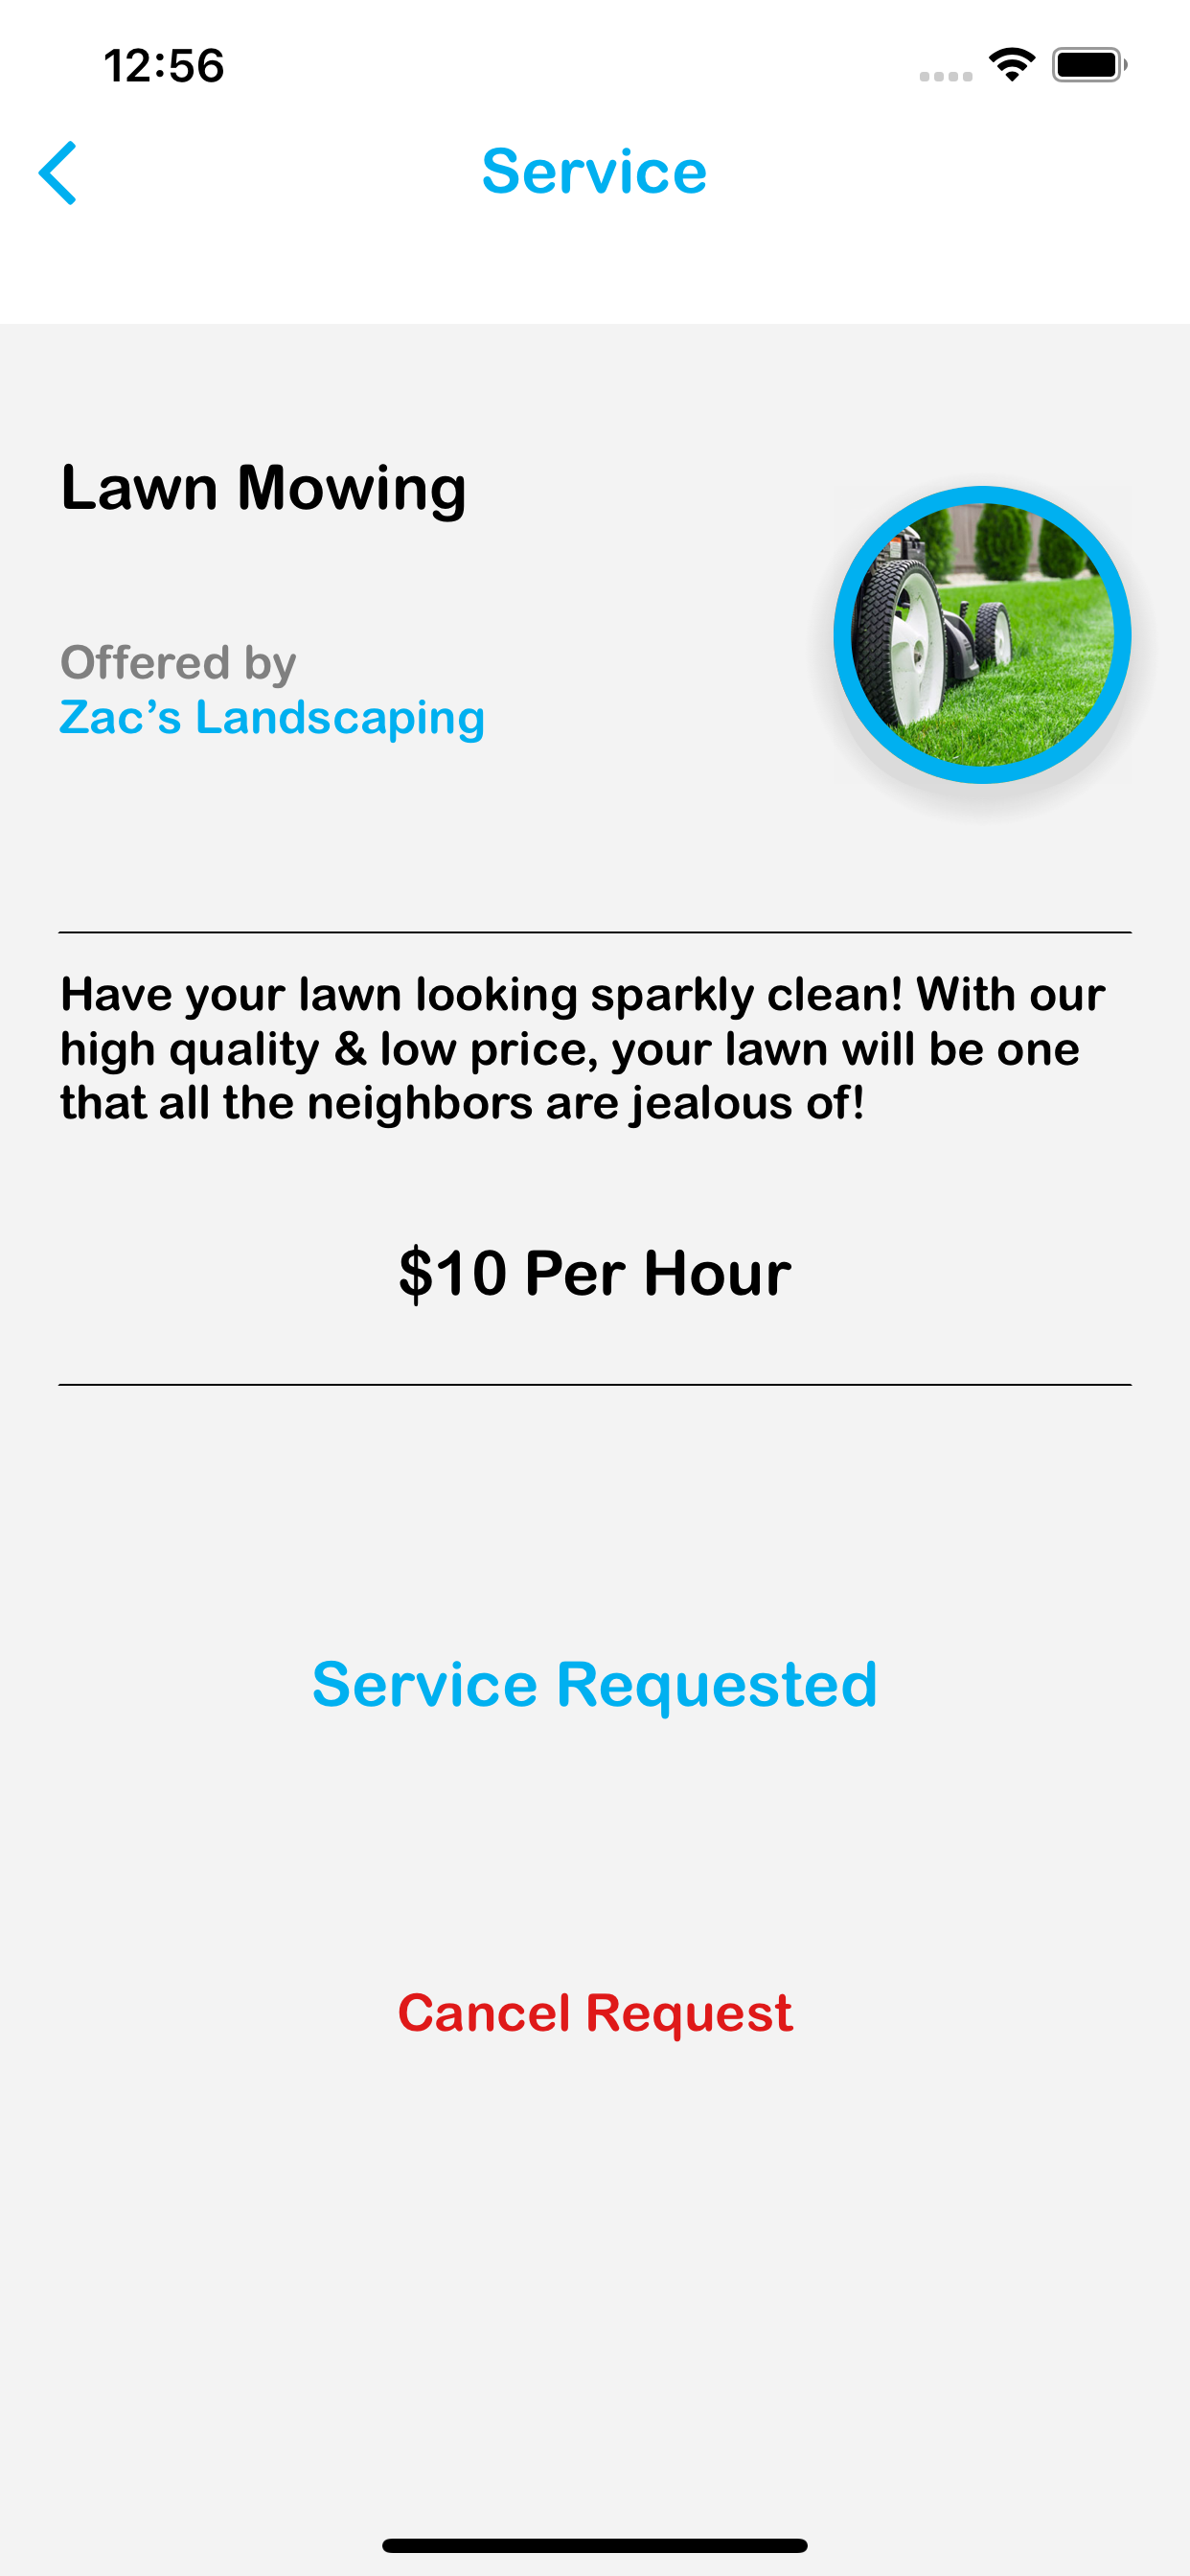 12:56
Service
Lawn Mowing
Offered by
Zac’s Landscaping
Have your lawn looking sparkly clean! With our
high quality & low price, your lawn will be one
that all the neighbors are jealous of!
$10 Per Hour
Service Requested
Cancel Request